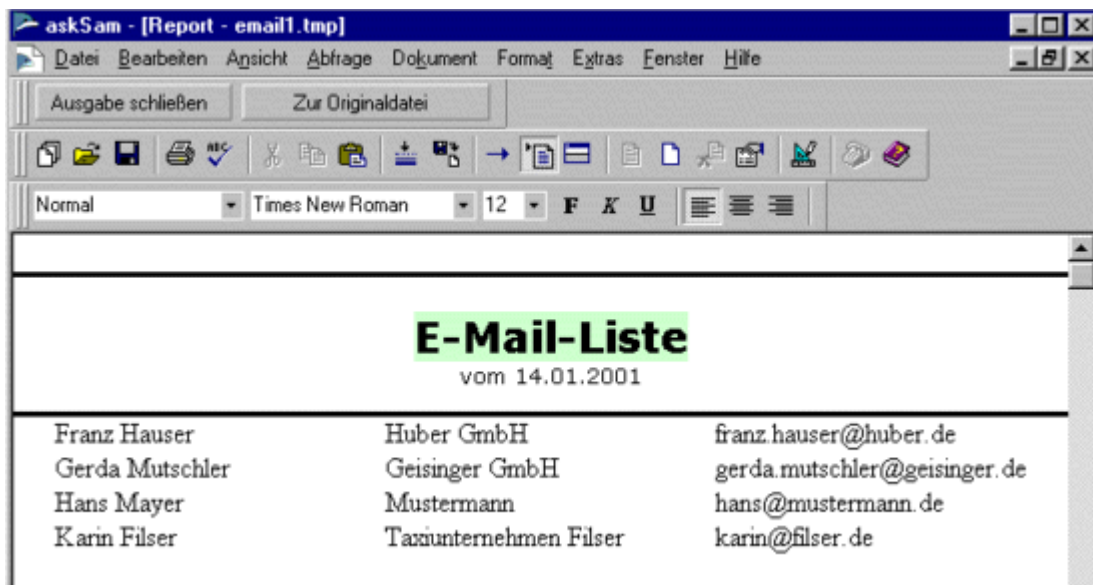 askSam - [Report - email1.tmp]
Datei Bearbeiten Ansicht Abfrage Dokument Format Extras Fenster Hilfe
Ausgabe schließen Zur Originaldatei
ABC
Normal Times New Roman 12 F K U
E-Mail-Liste
vom 14.01.2001
Franz Hauser Huber GmbH franz.hauser@huber.de
Gerda Mutschler Geisinger GmbH gerda.mutschler@geisinger.de
Hans Mayer Mustermann hans@mustermann.de
Karin Filser Taxiunternehmen Filser karin@filser.de